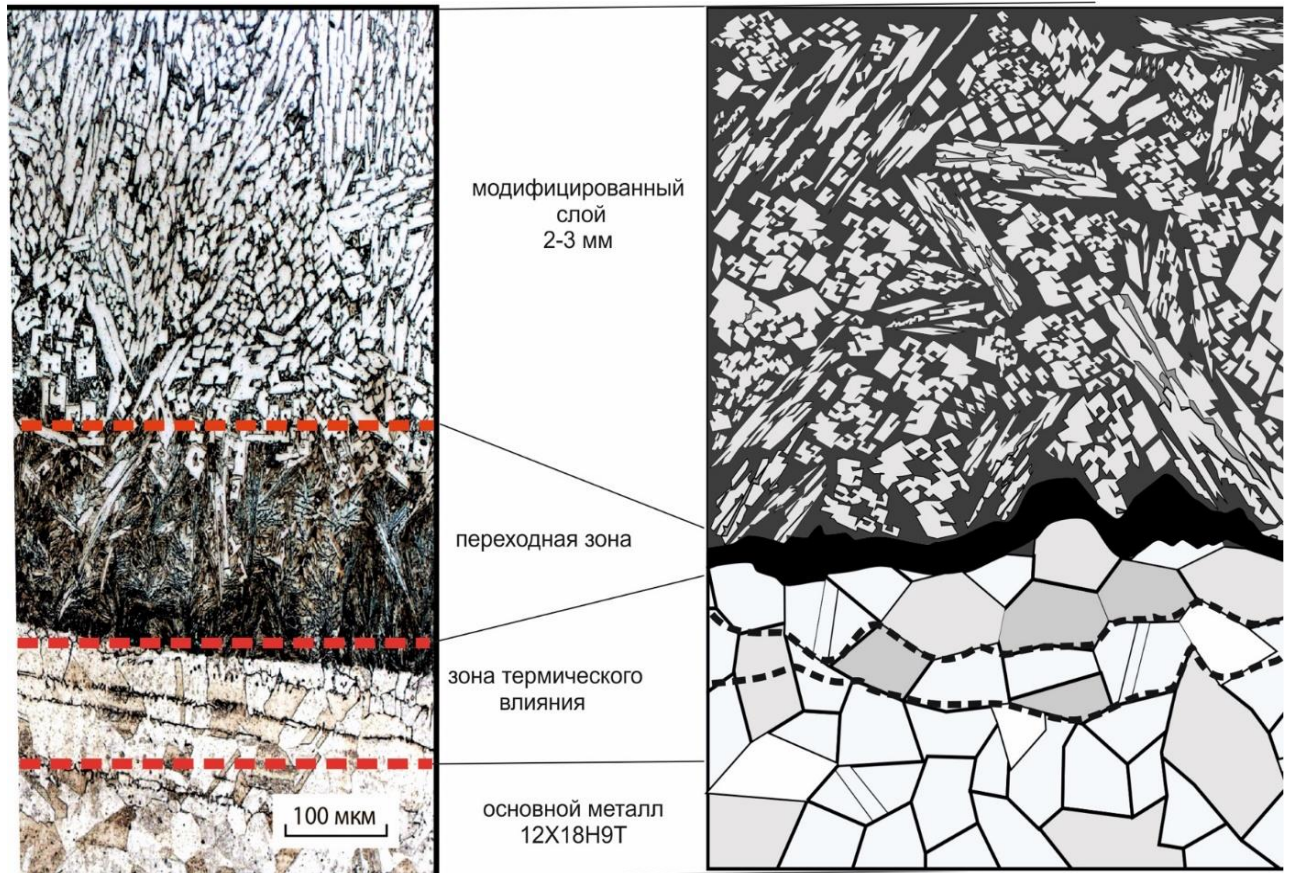 модифицированный
слой
2-3 мм
переходная зона
зона термического
влияния
основной металл
12Х18Н9Т
100 мкм